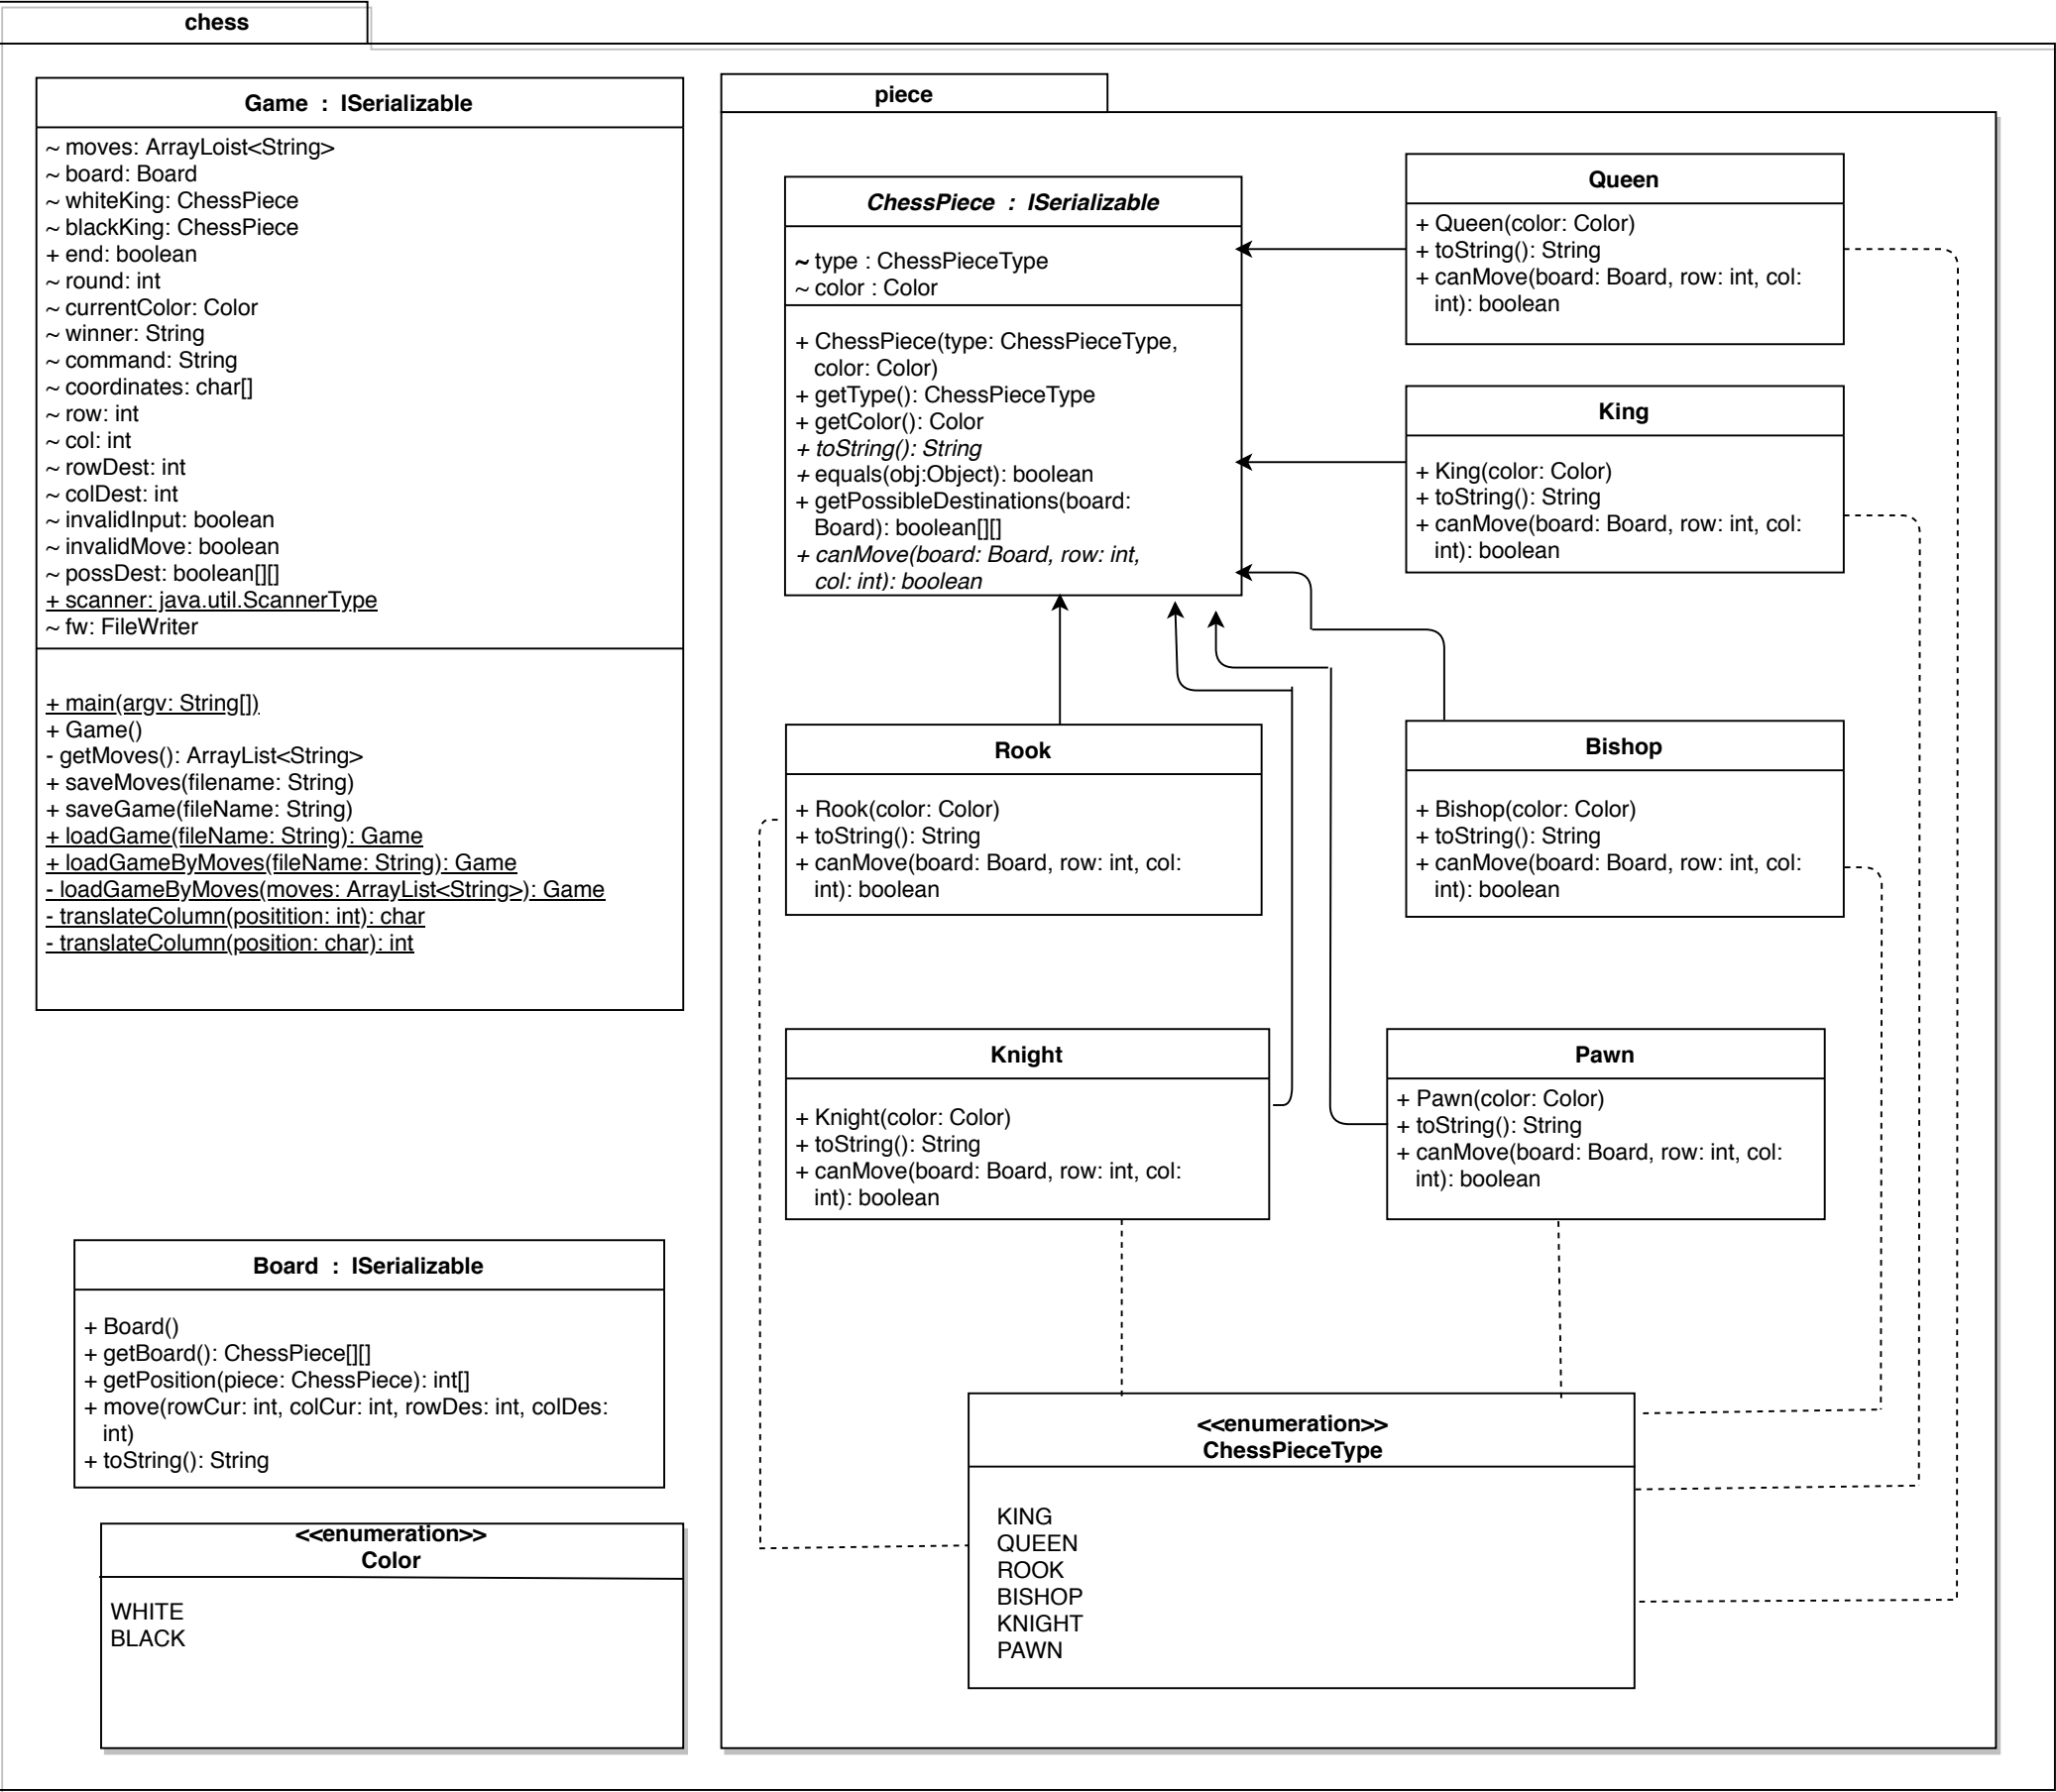 chess
Game : ISerializable
~ moves: ArrayLoist<String>
~ board: Board
~ whiteKing: ChessPiece
~ blackKing: ChessPiece
+ end: boolean
~ round: int
~ currentColor: Color
~ winner: String
~ command: String
~ coordinates: char[]
~ row: int
~ col: int
~ rowDest: int
~ colDest: int
~ invalidInput: boolean
~ invalidMove: boolean
~ possDest: boolean[][]
+ scanner: java.util.ScannerType
~ fw: FileWriter
+ main(argv: String[])
+ Game()
- getMoves(): ArrayList<String>
+ saveMoves(filename: String)
+ saveGame(fileName: String)
+ loadGame(fileName: String): Game
+ loadGameByMoves(fileName: String): Game
- loadGameByMoves(moves: ArrayList<String>): Game
- translateColumn(positition: int): char
- translateColumn(position: char): int
Board : ISerializable
+ Board()
+ getBoard(): ChessPiece[][]
+ getPosition(piece: ChessPiece): int[]
+ move(rowCur: int, colCur: int, rowDes: int, colDes:
int)
+ toString(): String
<<enumeration>>
Color
WHITE
BLACK
piece
ChessPiece : ISerializable
~ type : ChessPieceType
~ color : Color
+ ChessPiece(type: ChessPieceType,
color: Color)
+ getType(): ChessPieceType
+ getColor(): Color
+ toString(): String
+ equals(obj:Object): boolean
+ getPossibleDestinations(board:
Board): boolean[][]
+ canMove(board: Board, row: int,
col: int): boolean
Queen
+ Queen(color: Color)
+ toString(): String
+ canMove(board: Board, row: int, col:
int): boolean
King
+ King(color: Color)
+ toString(): String
+ canMove(board: Board, row: int, col:
int): boolean
Rook
+ Rook(color: Color)
+ toString(): String
+ canMove(board: Board, row: int, col:
int): boolean
Bishop
+ Bishop(color: Color)
+ toString(): String
+ canMove(board: Board, row: int, col:
int): boolean
Knight
+ Knight(color: Color)
+ toString(): String
+ canMove(board: Board, row: int, col:
int): boolean
Pawn
+ Pawn(color: Color)
+ toString(): String
+ canMove(board: Board, row: int, col:
int): boolean
<<enumeration>>
ChessPieceType
KING
QUEEN
ROOK
BISHOP
KNIGHT
PAWN